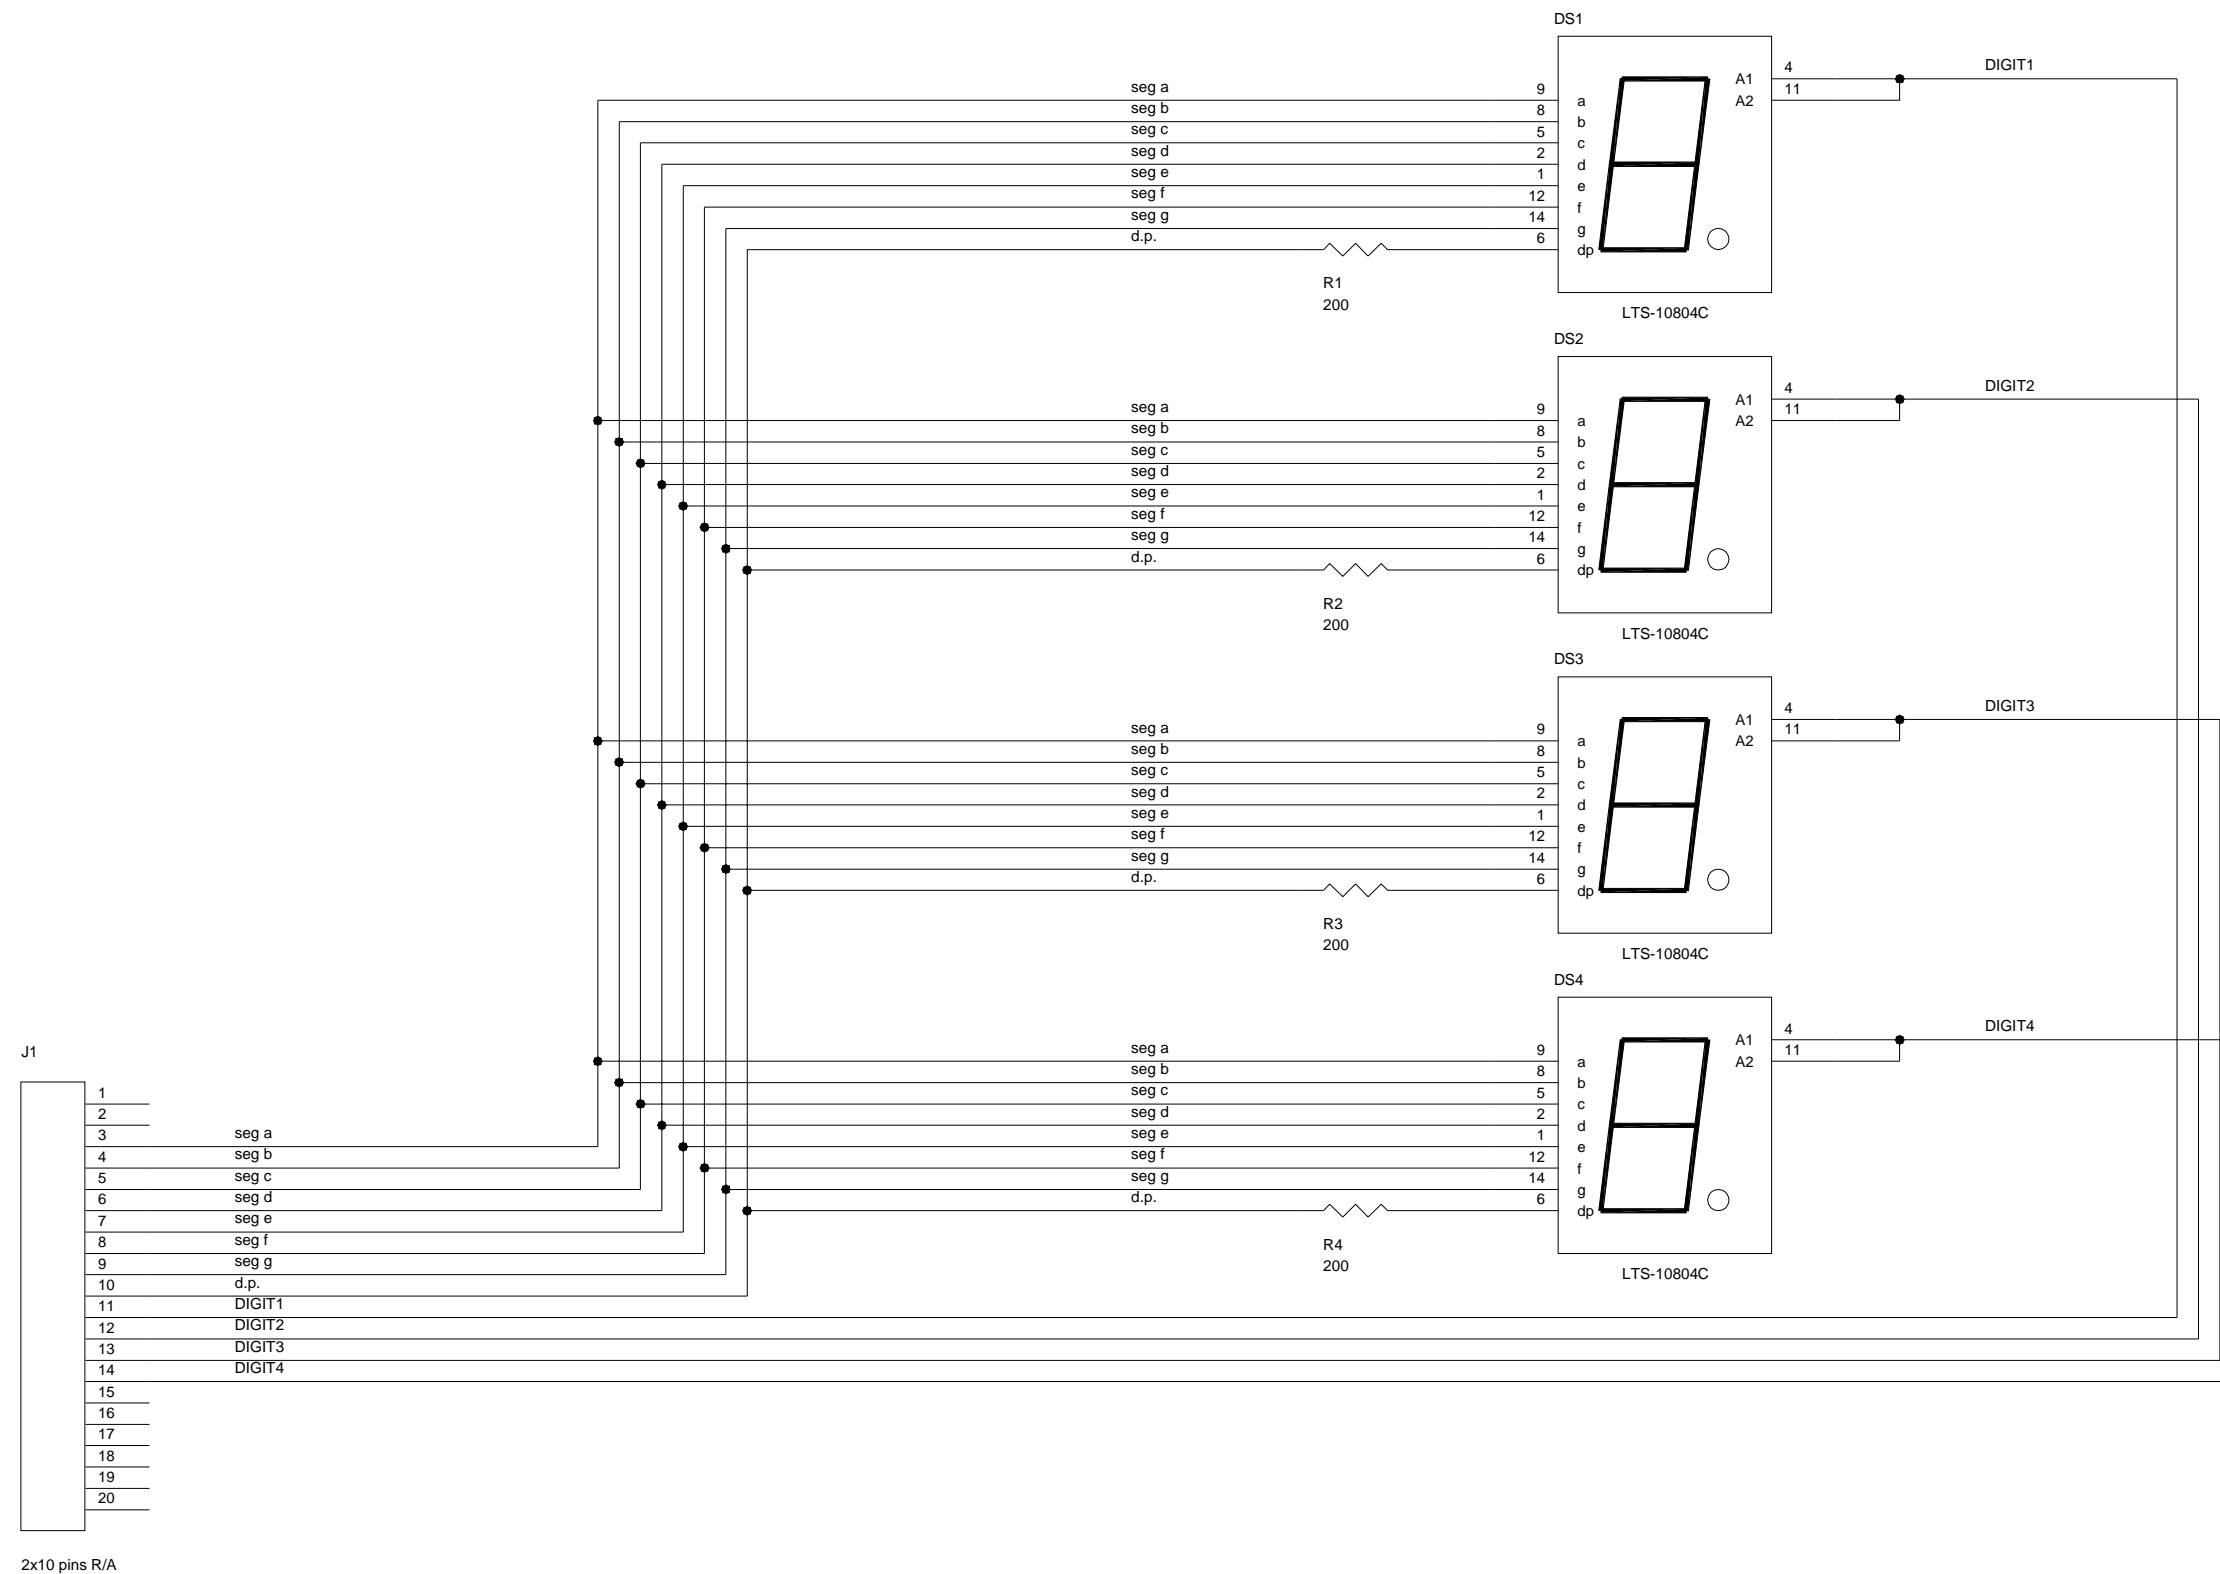 DS1
seg a 9 a
seg b 8 b
seg c 5 c
seg d 2 d
seg e 1 e
seg f 12 f
seg g 14 g
d.p. 6 dp
A1 4 DIGIT1
A2 11
R1
200
LTS-10804C
DS2
seg a 9 a
seg b 8 b
seg c 5 c
seg d 2 d
seg e 1 e
seg f 12 f
seg g 14 g
d.p. 6 dp
A1 4 DIGIT2
A2 11
R2
200
LTS-10804C
DS3
seg a 9 a
seg b 8 b
seg c 5 c
seg d 2 d
seg e 1 e
seg f 12 f
seg g 14 g
d.p. 6 dp
A1 4 DIGIT3
A2 11
R3
200
LTS-10804C
DS4
seg a 9 a
seg b 8 b
seg c 5 c
seg d 2 d
seg e 1 e
seg f 12 f
seg g 14 g
d.p. 6 dp
A1 4 DIGIT4
A2 11
R4
200
LTS-10804C
J1
1
2
3 seg a
4 seg b
5 seg c
6 seg d
7 seg e
8 seg f
9 seg g
10 d.p.
11 DIGIT1
12 DIGIT2
13 DIGIT3
14 DIGIT4
15
16
17
18
19
20
2x10 pins R/A